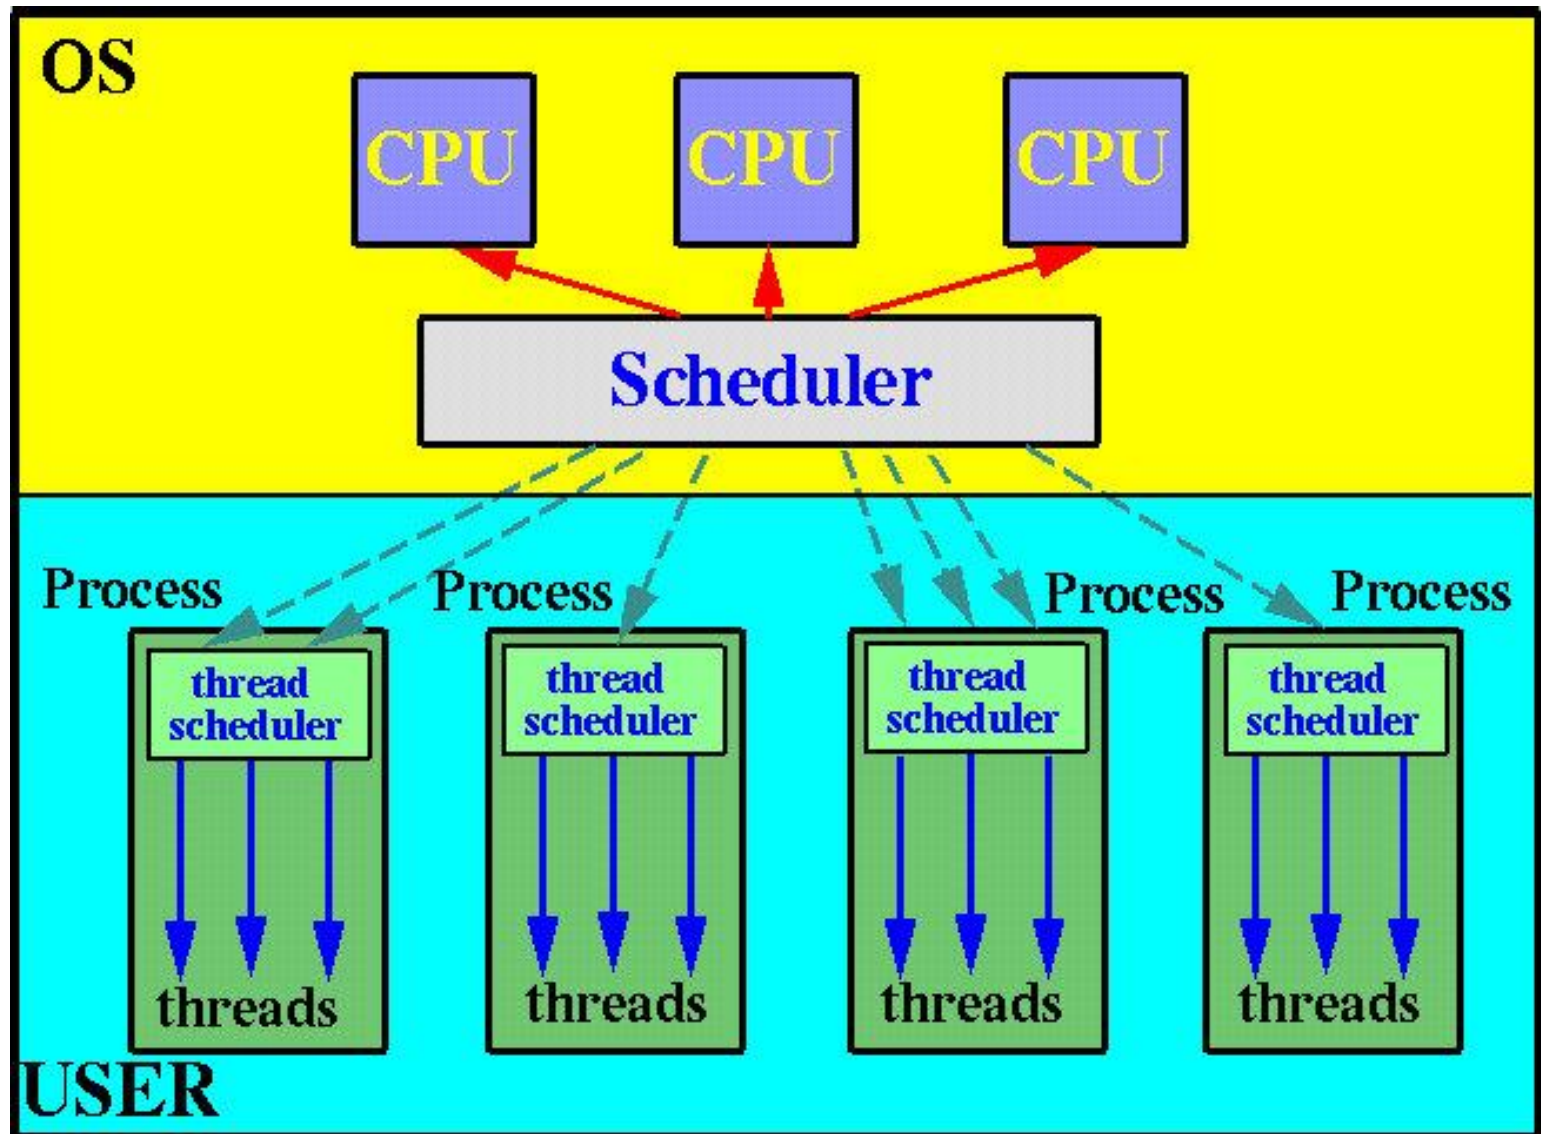 OS
CPU
CPU
CPU
Scheduler
Process
Process
Process
Process
thread
scheduler
thread
scheduler
thread
scheduler
thread
scheduler
threads
threads
threads
threads
USER